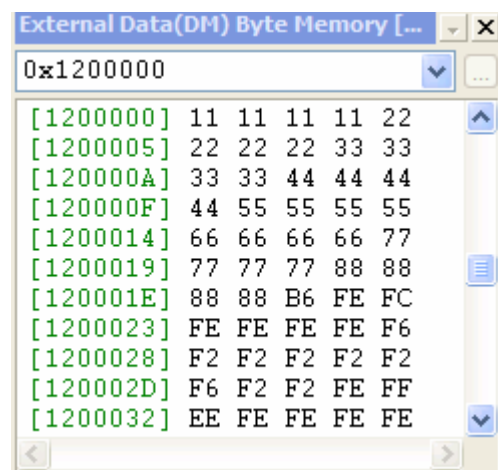 External Data(DM) Byte Memory [...
0x1200000
...
[1200000] 11 11 11 11 22
[1200005] 22 22 22 33 33
[120000A] 33 33 44 44 44
[120000F] 44 55 55 55 55
[1200014] 66 66 66 66 77
[1200019] 77 77 77 88 88
[120001E] 88 88 B6 FE FC
[1200023] FE FE FE FE F6
[1200028] F2 F2 F2 F2 F2
[120002D] F6 F2 F2 FE FF
[1200032] EE FE FE FE FE